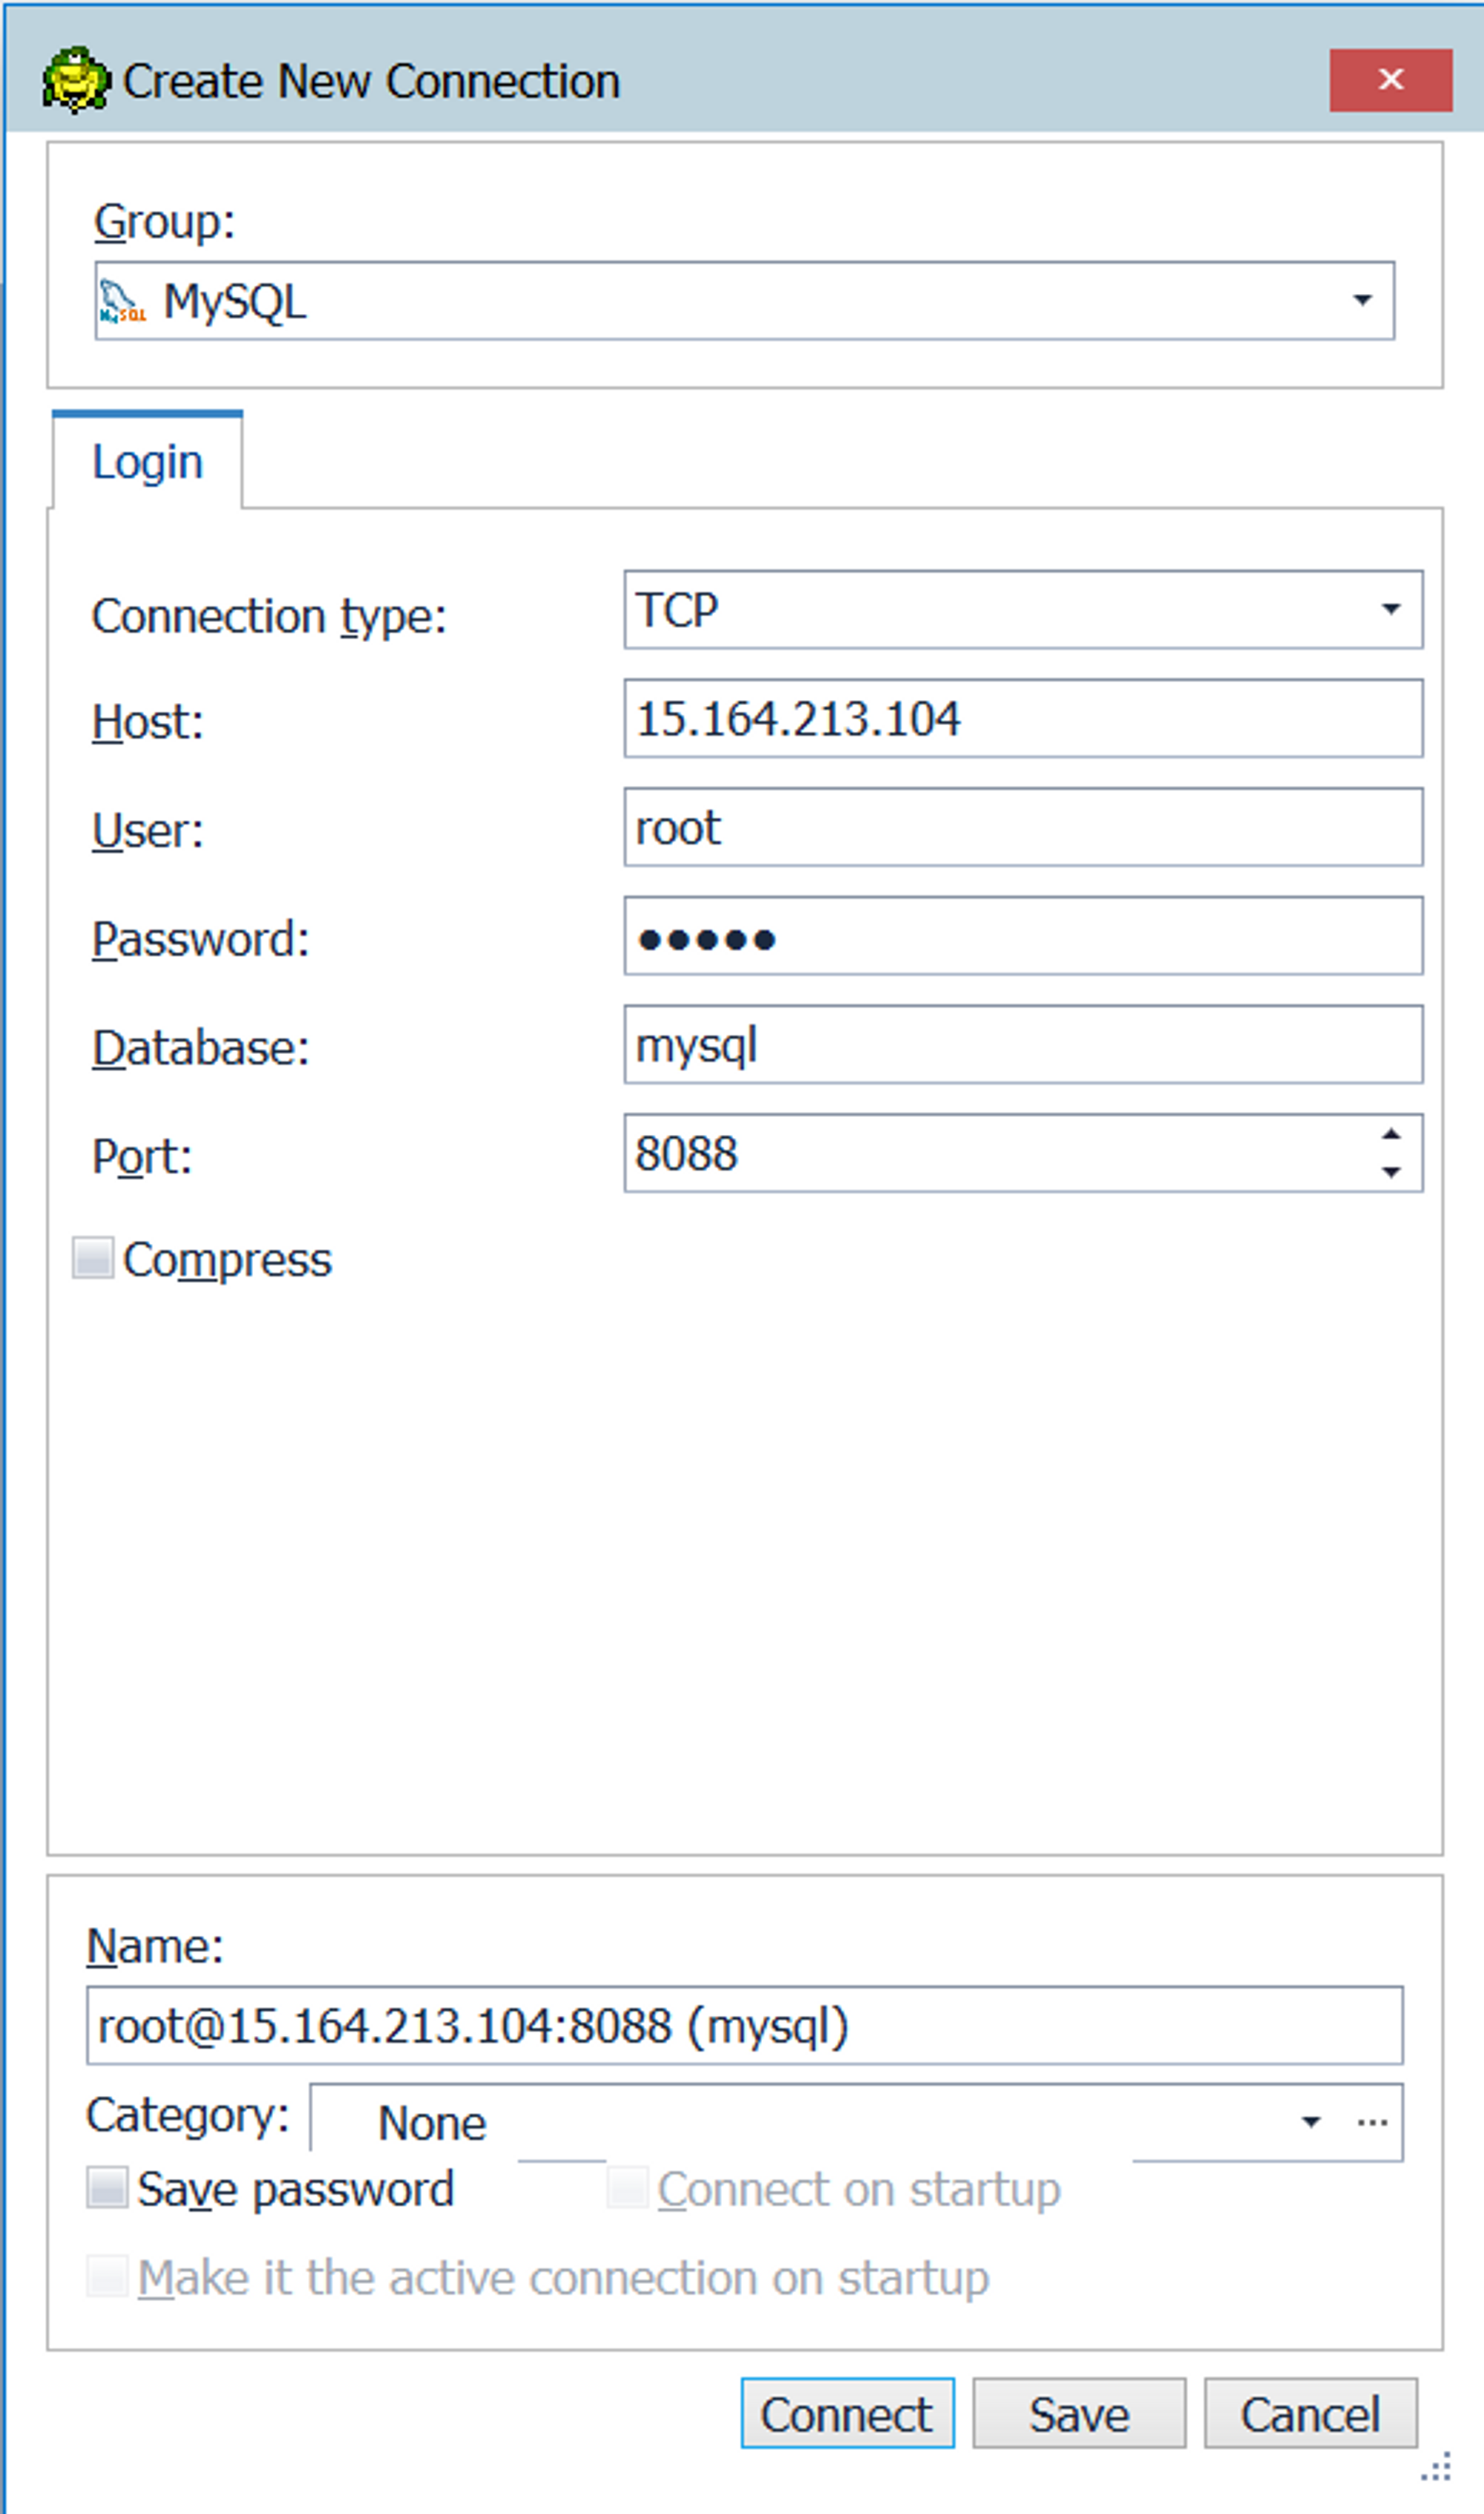 Create New Connection
Group:
MySQL
MySQL
Login
Connection type: TCP
Host: 15.164.213.104
User: root
Password: ●●●●●
Database: mysql
Port: 8088
Compress
Name:
root@15.164.213.104:8088 (mysql)
Category: None ...
Save password Connect on startup
Make it the active connection on startup
Connect Save Cancel